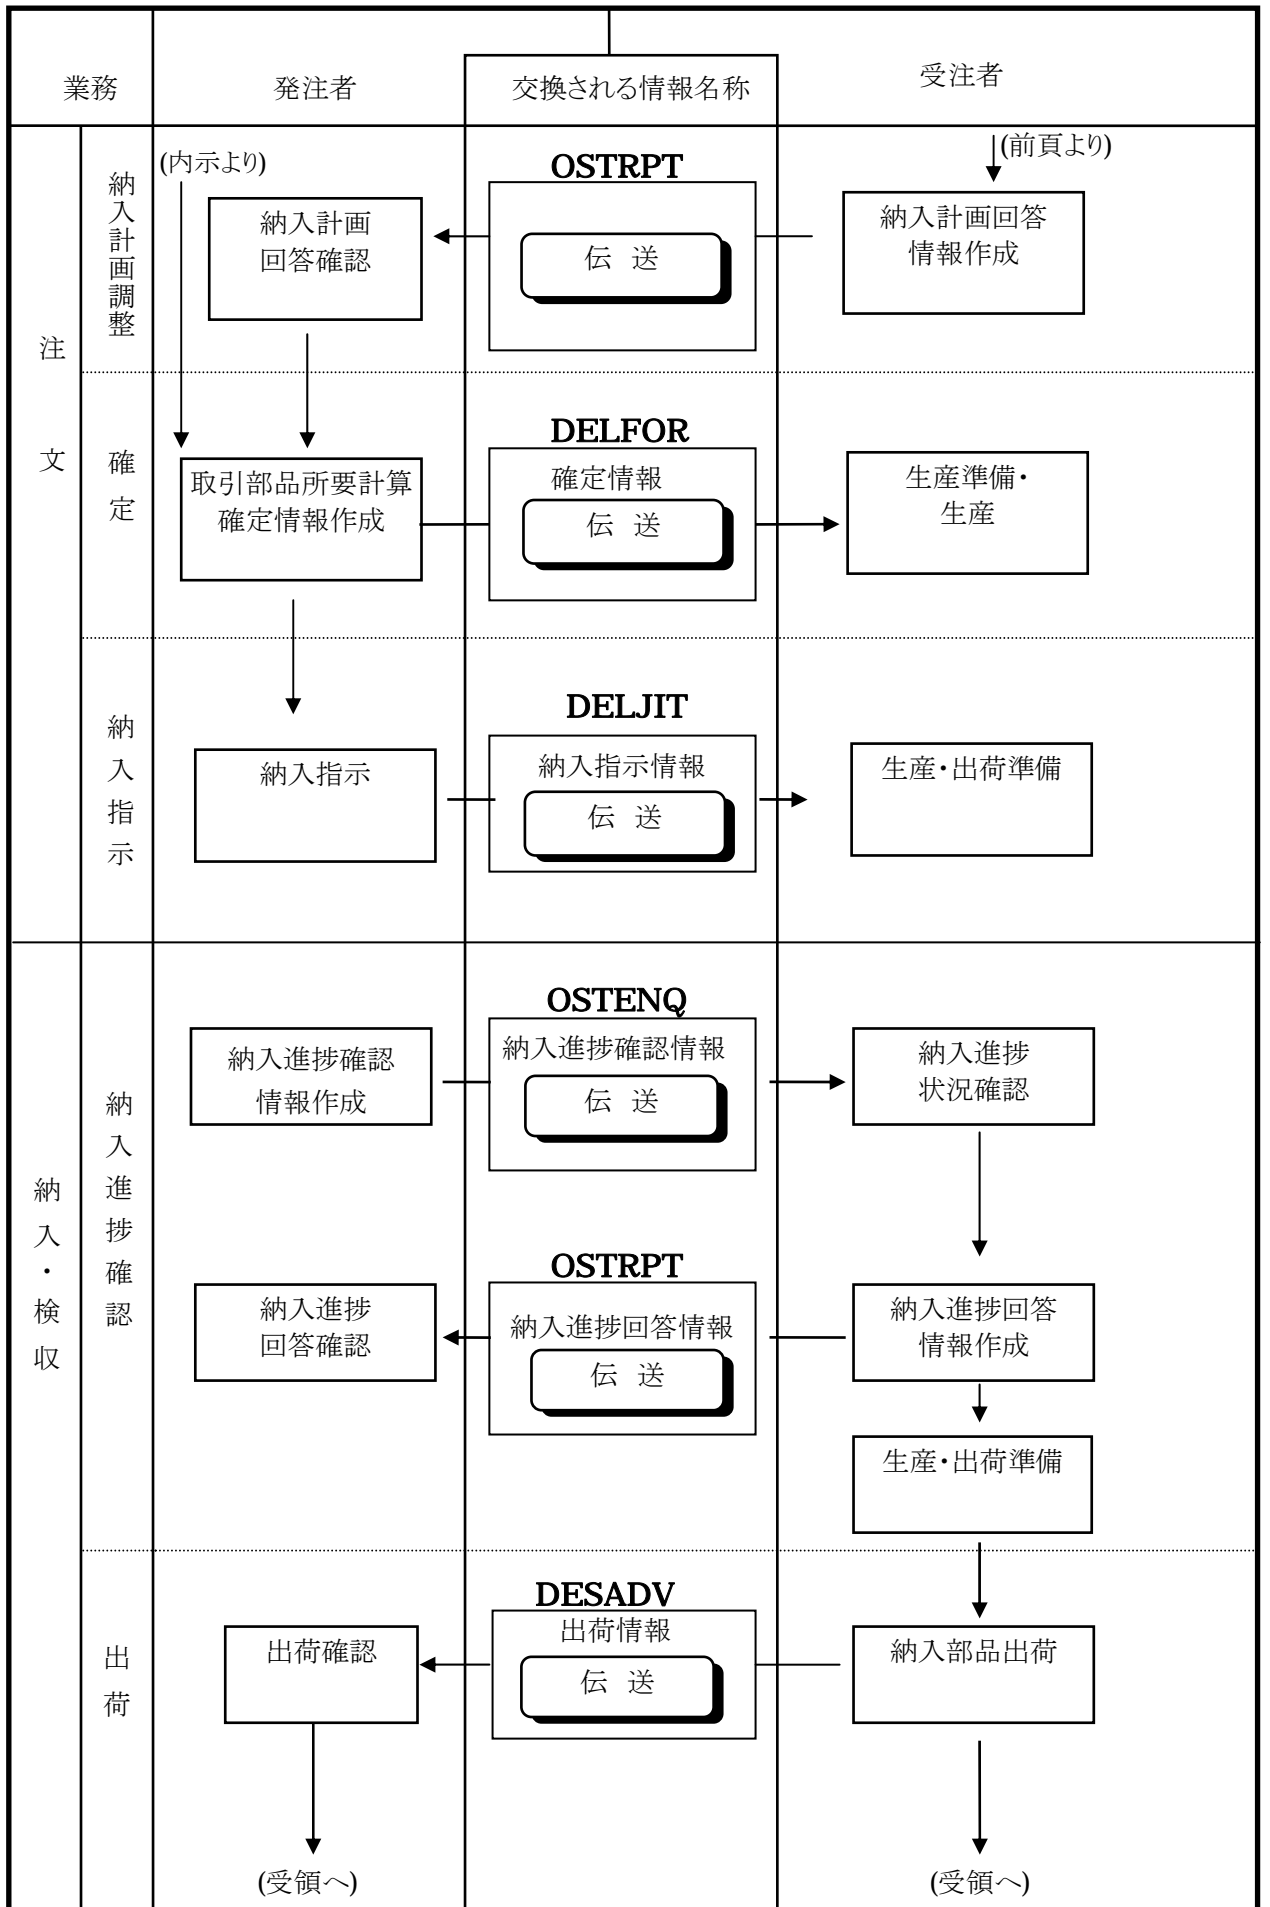 業務
発注者
交換される情報名称
受注者
注文
納入計画調整
(内示より)
OSTRPT
(前頁より)
納入計画
回答確認
伝 送
納入計画回答
情報作成
確定
DELFOR
取引部品所要計算
確定情報作成
確定情報
伝 送
生産準備・
生産
納入指示
DELJIT
納入指示
納入指示情報
伝 送
生産・出荷準備
納入・検収
納入進捗確認
OSTENQ
納入進捗確認
情報作成
納入進捗確認情報
伝 送
納入進捗
状況確認
OSTRPT
納入進捗
回答確認
納入進捗回答情報
伝 送
納入進捗回答
情報作成
生産・出荷準備
出荷
DESADV
出荷確認
出荷情報
伝 送
納入部品出荷
(受領へ)
(受領へ)